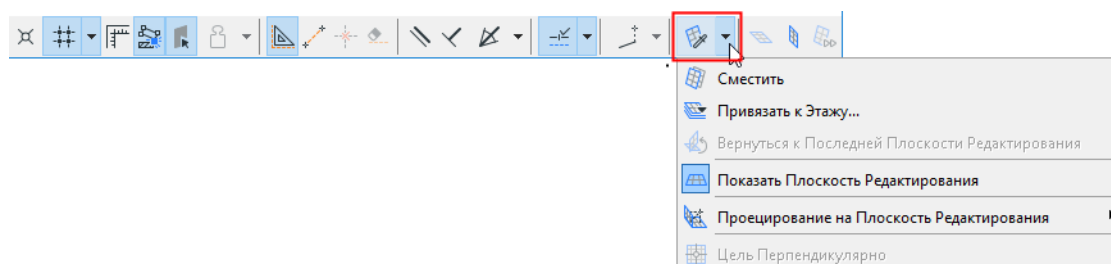 Сместить
Привязать к Этажу...
Вернуться к Последней Плоскости Редактирования
Показать Плоскость Редактирования
Проецирование на Плоскость Редактирования
Цель Перпендикулярно